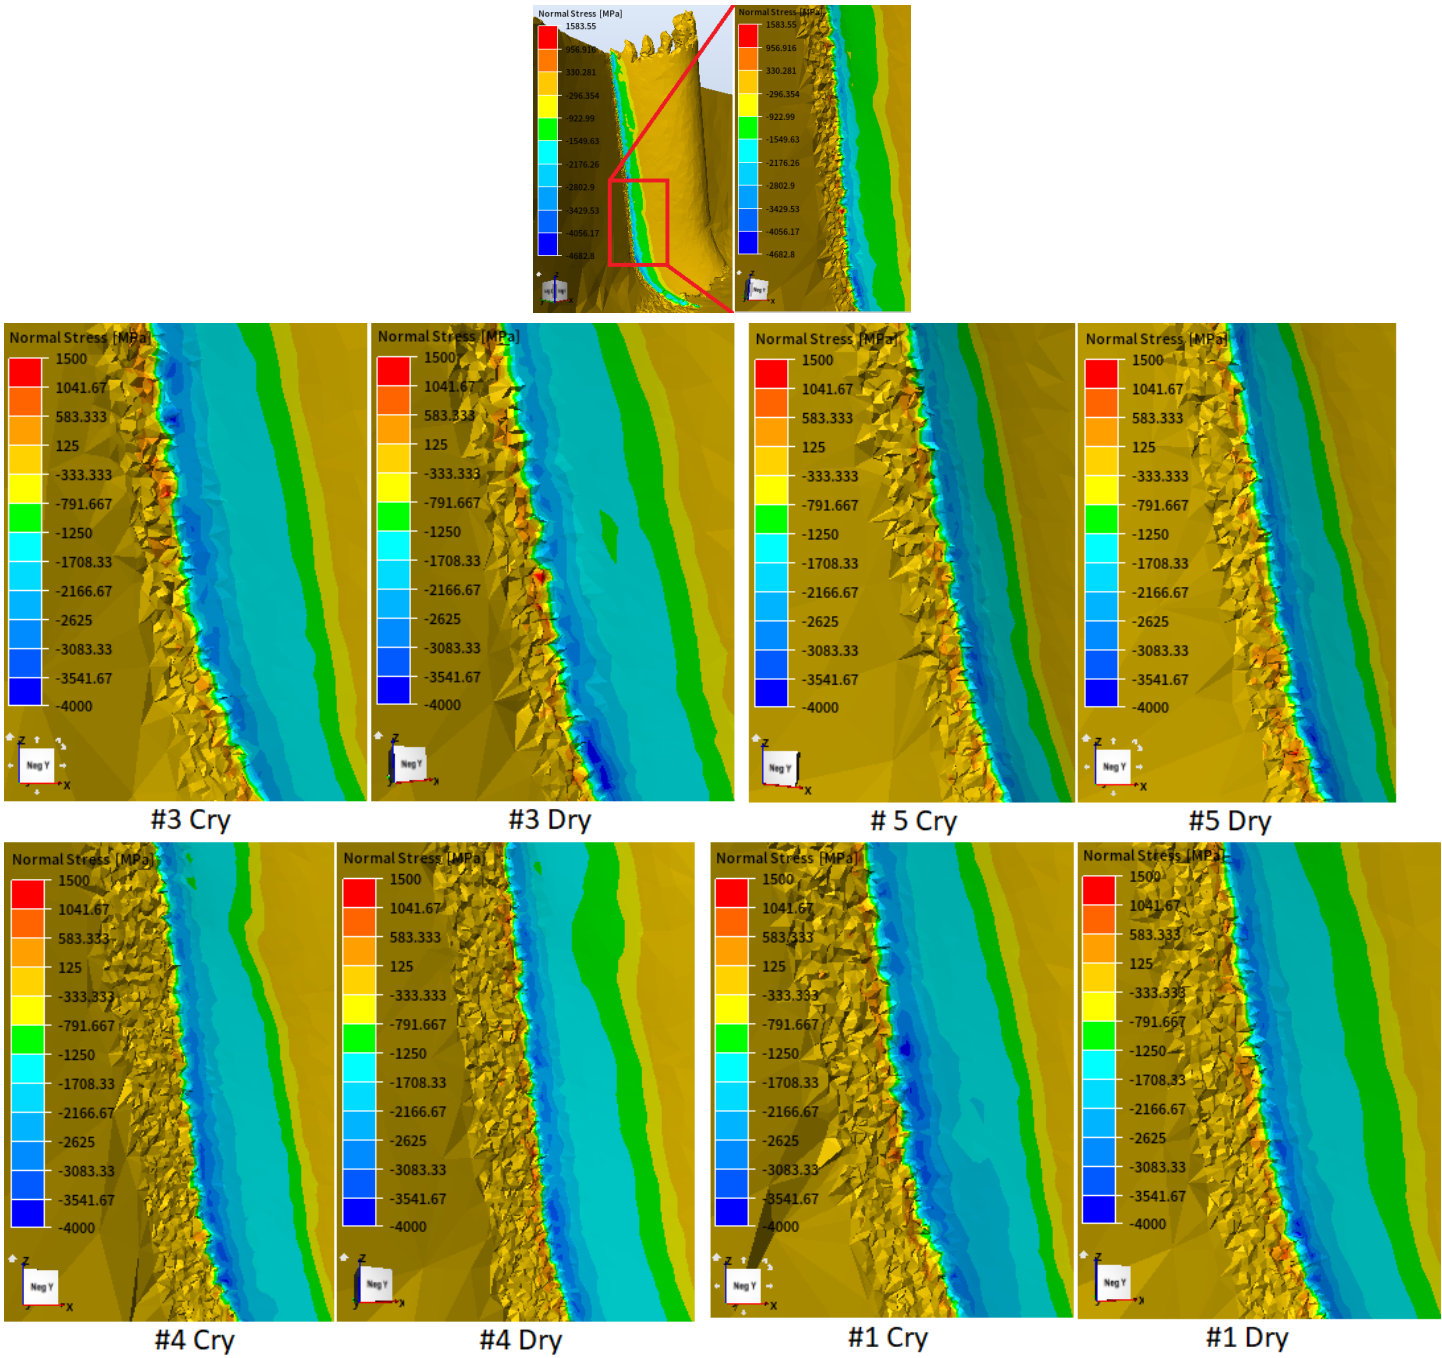 Normal Stress [MPa]
1583.55
956.916
330.281
-296.354
-922.99
-1549.63
-2176.26
-2802.9
-3429.53
-4056.17
-4682.8
Z
X
Normal Stress [MPa]
1583.55
956.916
330.281
-296.354
-922.99
-1549.63
-2176.26
-2802.9
-3429.53
-4056.17
-4682.8
Z
Neg Y
X
Normal Stress [MPa]
1500
1041.67
583.333
125
-333.333
-791.667
-1250
-1708.33
-2166.67
-2625
-3083.33
-3541.67
-4000
Z
Neg Y
X
#3 Cry
Normal Stress [MPa]
1500
1041.67
583.333
125
-333.333
-791.667
-1250
-1708.33
-2166.67
-2625
-3083.33
-3541.67
-4000
Z
Neg Y
X
#3 Dry
Normal Stress [MPa]
1500
1041.67
583.333
125
-333.333
-791.667
-1250
-1708.33
-2166.67
-2625
-3083.33
-3541.67
-4000
Z
Neg Y
X
# 5 Cry
Normal Stress [MPa]
1500
1041.67
583.333
125
-333.333
-791.667
-1250
-1708.33
-2166.67
-2625
-3083.33
-3541.67
-4000
Z
Neg Y
X
#5 Dry
Normal Stress [MPa]
1500
1041.67
583.333
125
-333.333
-791.667
-1250
-1708.33
-2166.67
-2625
-3083.33
-3541.67
-4000
Z
Neg Y
X
#4 Cry
Normal Stress [MPa]
1500
1041.67
583.333
125
-333.333
-791.667
-1250
-1708.33
-2166.67
-2625
-3083.33
-3541.67
-4000
Z
Neg Y
Y
X
#4 Dry
Normal Stress [MPa]
1500
1041.67
583.333
125
-333.333
-791.667
-1250
-1708.33
-2166.67
-2625
-3083.33
-3541.67
-4000
Z
Neg Y
X
#1 Cry
Normal Stress [MPa]
1500
1041.67
583.333
125
-333.333
-791.667
-1250
-1708.33
-2166.67
-2625
-3083.33
-3541.67
-4000
Z
Neg Y
X
#1 Dry